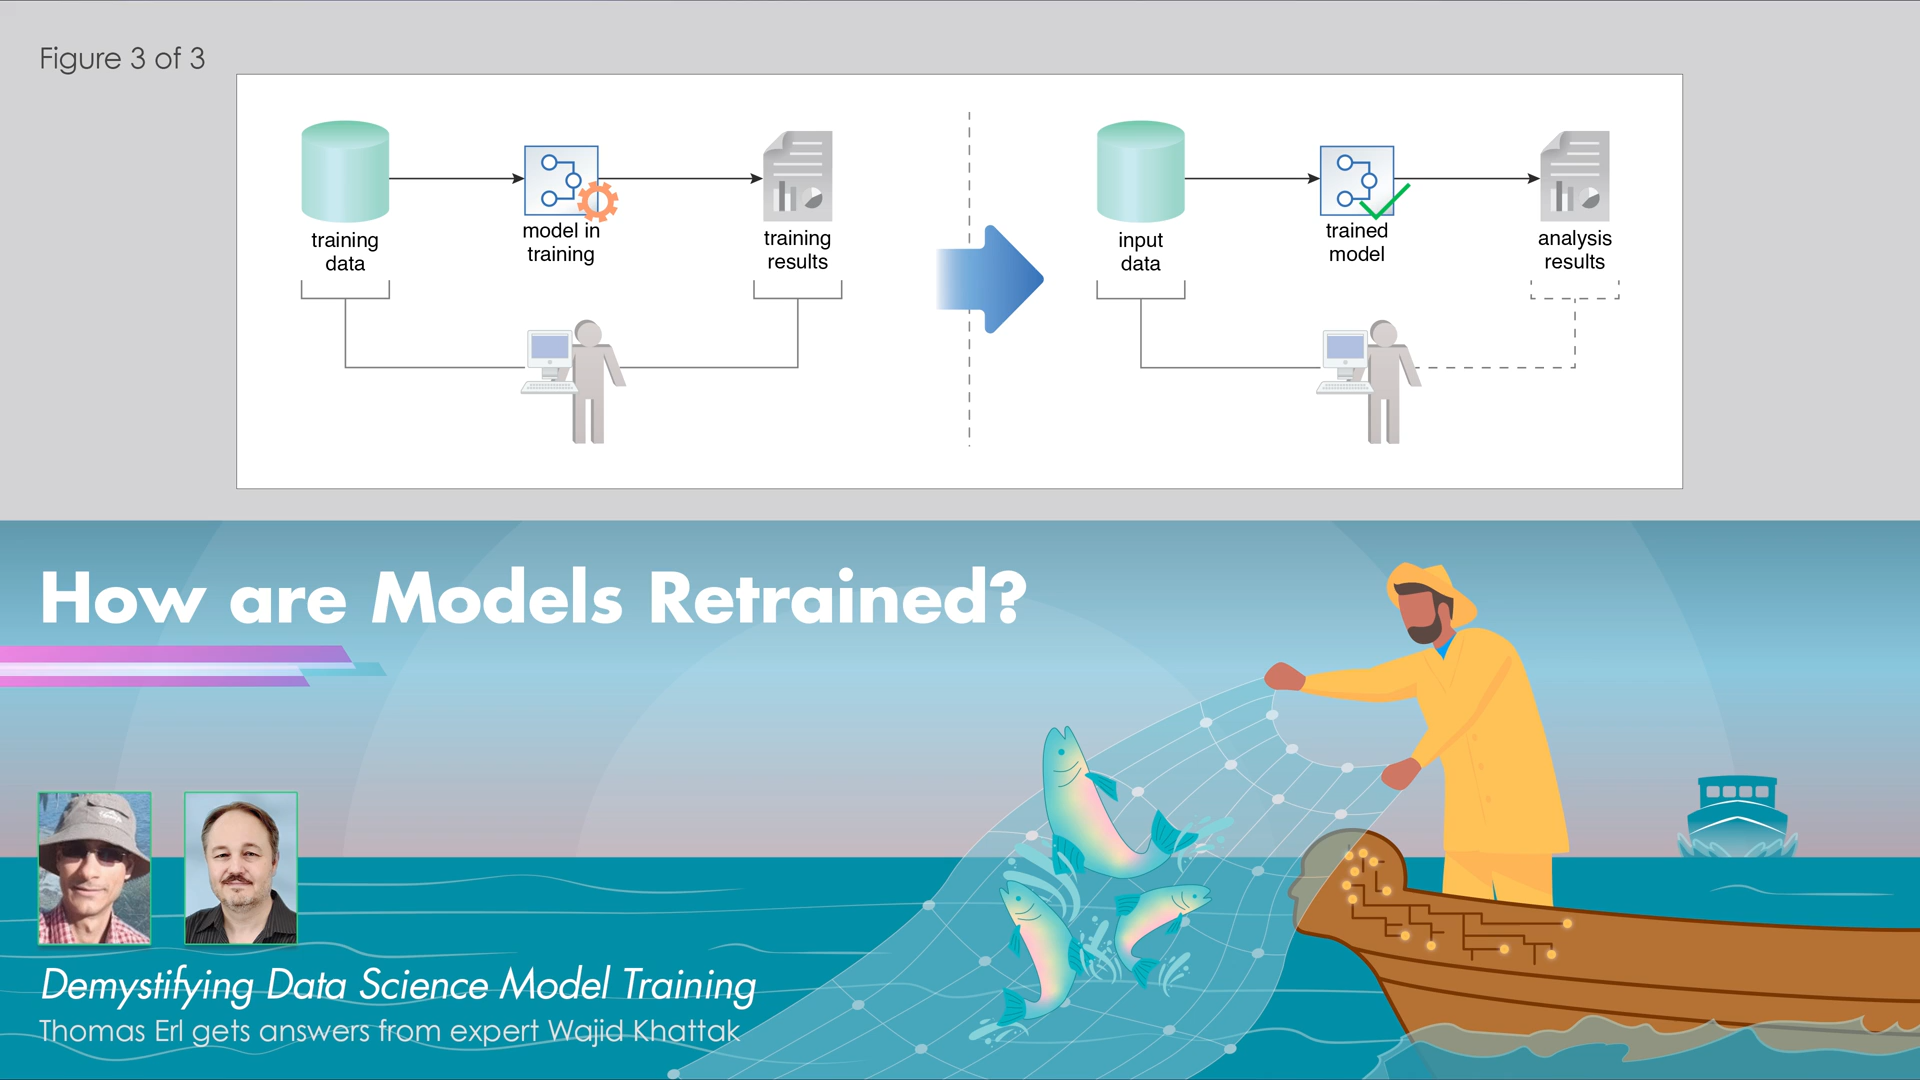 Figure 3 of 3
training
data
model in
training
training
results
input
data
trained
model
analysis
results
How are Models Retrained?
Demystifying Data Science Model Training
Thomas Erl gets answers from expert Wajid Khattak